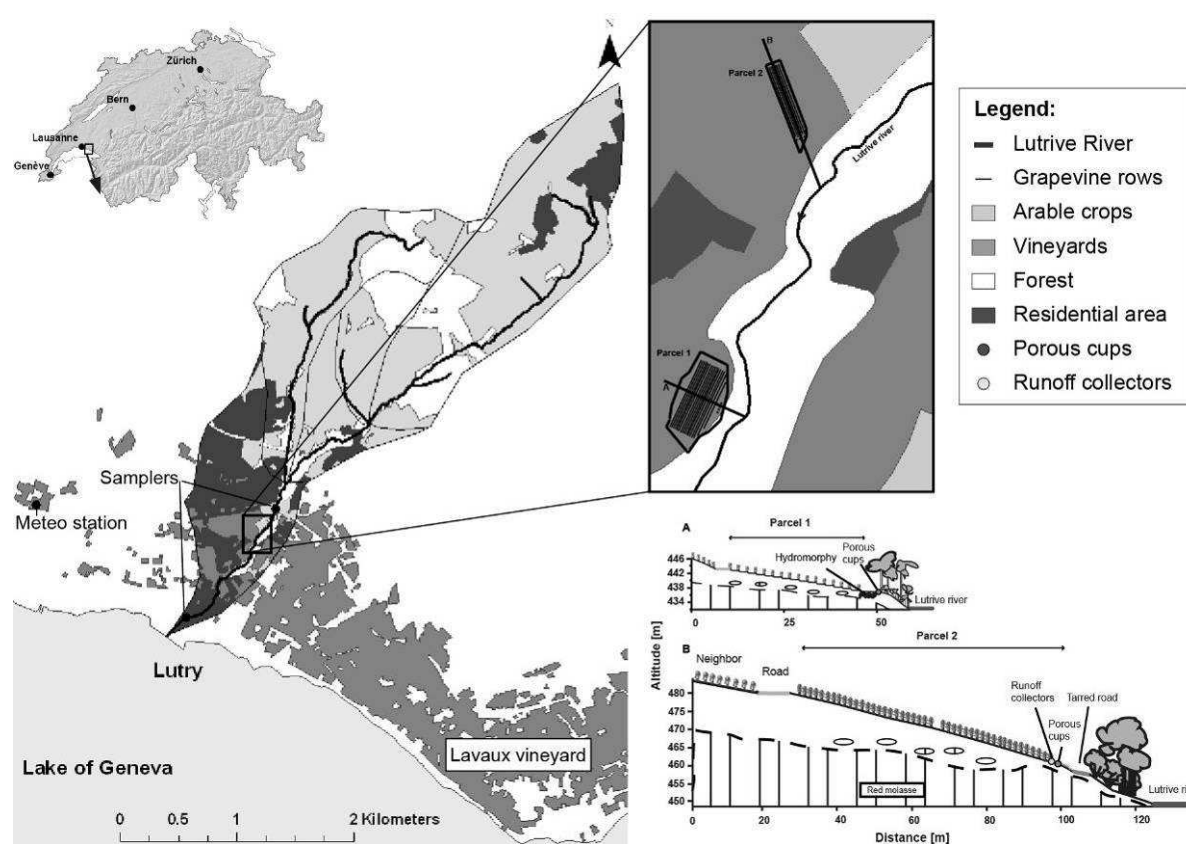 Zürich
Bern
Lausanne
Genève
Samplers
Meteo station
Lutry
Lavaux vineyard
Lake of Geneva
0 0.5 1 2 Kilometers
B
Parcel 2
Lutrive river
Parcel 1
A
Legend:
Lutrive River
Grapevine rows
Arable crops
Vineyards
Forest
Residential area
Porous cups
Runoff collectors
A
Parcel 1
Hydromorphy
Porous
cups
446
442
438
434
Lutrive river
0 25 50
Parcel 2
B
Neighbor
Road
Runoff
collectors
Tarred road
Porous
cups
Altitude [m]
480
475
470
465
460
455
450
Red molasse
Lutrive ri
0 20 40 60 80 100 120
Distance [m]